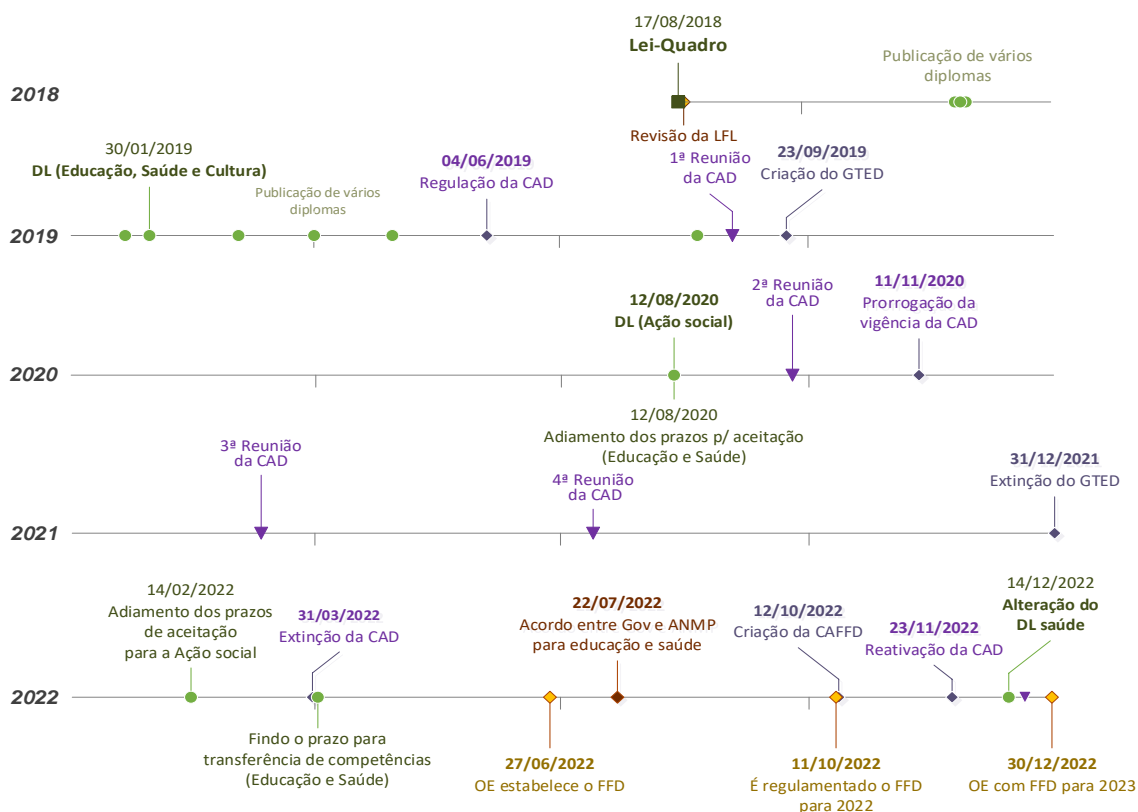 17/08/2018
Lei-Quadro
Publicação de vários
diplomas
2018
Revisão da LFL
30/01/2019
DL (Educação, Saúde e Cultura)
Publicação de vários
diplomas
04/06/2019
Regulação da CAD
1ª Reunião
da CAD
23/09/2019
Criação do GTED
2019
12/08/2020
DL (Ação social)
2ª Reunião
da CAD
11/11/2020
Prorrogação da
vigência da CAD
2020
12/08/2020
Adiamento dos prazos p/ aceitação
(Educação e Saúde)
3ª Reunião
da CAD
4ª Reunião
da CAD
31/12/2021
Extinção do GTED
2021
14/02/2022
Adiamento dos prazos
de aceitação
para a Ação social
31/03/2022
Extinção da CAD
22/07/2022
Acordo entre Gov e ANMP
para educação e saúde
12/10/2022
Criação da CAFFD
23/11/2022
Reativação da CAD
14/12/2022
Alteração do
DL saúde
2022
Findo o prazo para
transferência de competências
(Educação e Saúde)
27/06/2022
OE estabelece o FFD
11/10/2022
É regulamentado o FFD
para 2022
30/12/2022
OE com FFD para 2023